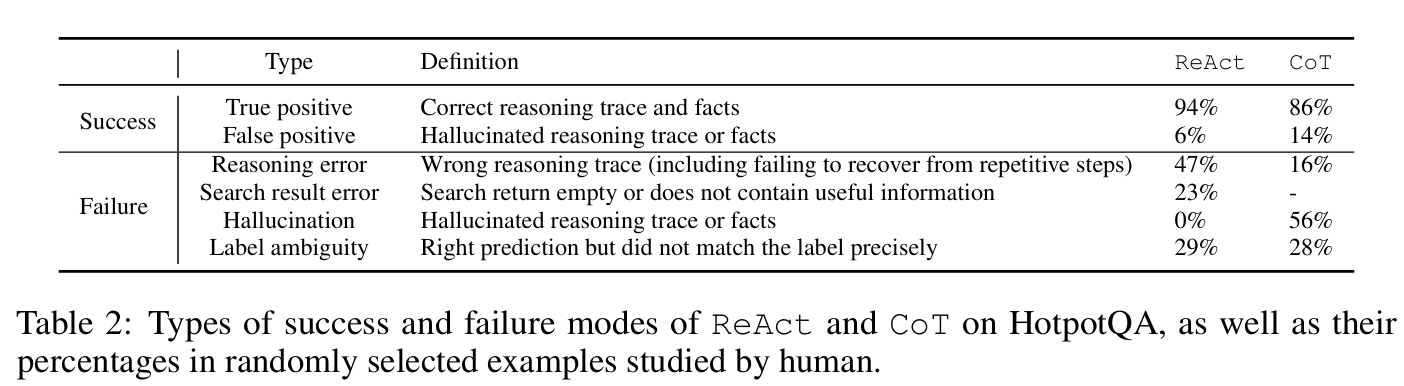 Type Definition ReAct CoT
True positive Correct reasoning trace and facts 94% 86%
Success
False positive Hallucinated reasoning trace or facts 6% 14%
Reasoning error Wrong reasoning trace (including failing to recover from repetitive steps) 47% 16%
Search result error Search return empty or does not contain useful information 23% -
Failure
Hallucination Hallucinated reasoning trace or facts 0% 56%
Label ambiguity Right prediction but did not match the label precisely 29% 28%
Table 2: Types of success and failure modes of ReAct and CoT on HotpotQA, as well as their
percentages in randomly selected examples studied by human.